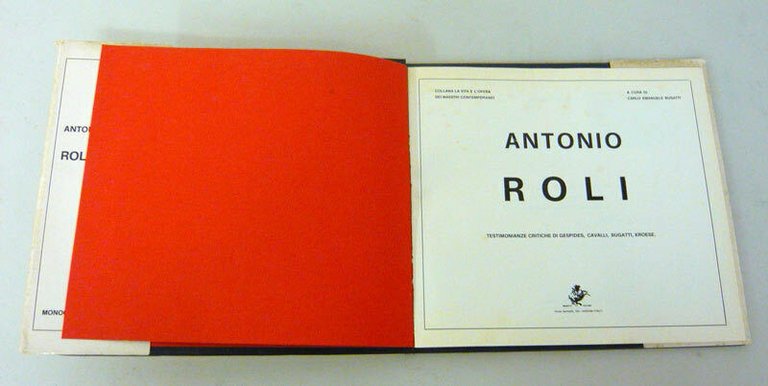 ANTO
ROL
MONO
COLLANA LA VITA E L'OPERA
DEI MAESTRI CONTEMPORANEI
A CURA DI
CARLO EMANUELE BUGATTI
ANTONIO
ROLI
TESTIMONIANZE CRITICHE DI GESPIDES, CAVALLI, BUGATTI, KROESE.